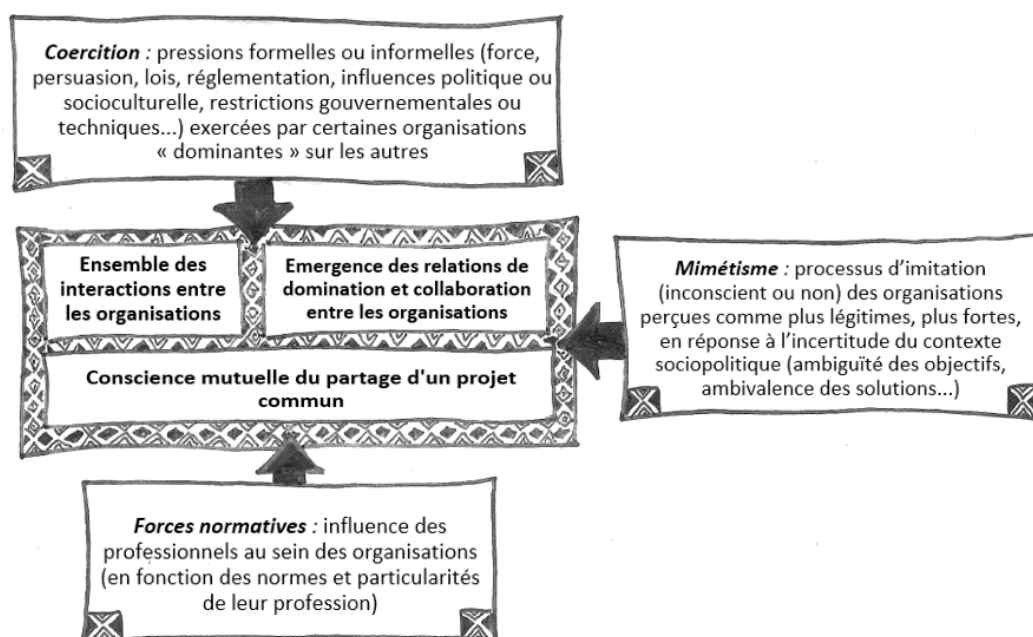 Coercition : pressions formelles ou informelles (force,
persuasion, lois, réglementation, influences politique ou
socioculturelle, restrictions gouvernementales ou
techniques...) exercées par certaines organisations
« dominantes » sur les autres
Ensemble des
interactions entre
les organisations
Emergence des relations de
domination et collaboration
entre les organisations
Conscience mutuelle du partage d'un projet
commun
Mimétisme : processus d’imitation
(inconscient ou non) des organisations
perçues comme plus légitimes, plus fortes,
en réponse à l’incertitude du contexte
sociopolitique (ambiguïté des objectifs,
ambivalence des solutions...)
Forces normatives : influence des
professionnels au sein des organisations
(en fonction des normes et particularités
de leur profession)